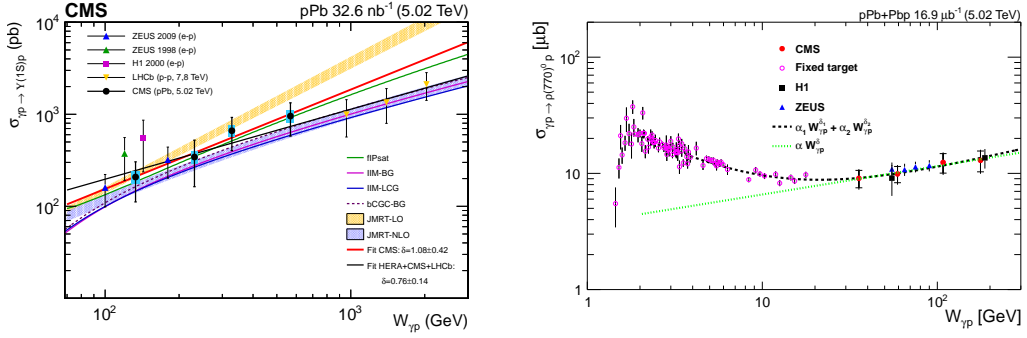 CMS
pPb 32.6 nb⁻¹ (5.02 TeV)
σγp → Υ(1S)p (pb)
10⁴
10³
10²
ZEUS 2009 (e-p)
ZEUS 1998 (e-p)
H1 2000 (e-p)
LHCb (p-p, 7,8 TeV)
CMS (pPb, 5.02 TeV)
fIPsat
IIM-BG
IIM-LCG
bCGC-BG
JMRT-LO
JMRT-NLO
Fit CMS: δ=1.08±0.42
Fit HERA+CMS+LHCb:
δ=0.76±0.14
10²
10³
Wγp (GeV)
pPb+Pbp 16.9 μb⁻¹ (5.02 TeV)
σγp → ρ(770)⁰ p [μb]
10²
10
1
CMS
Fixed target
H1
ZEUS
α₁ Wγp^δ₁ + α₂ Wγp^δ₂
α Wγp^δ
1
10
10²
Wγp [GeV]